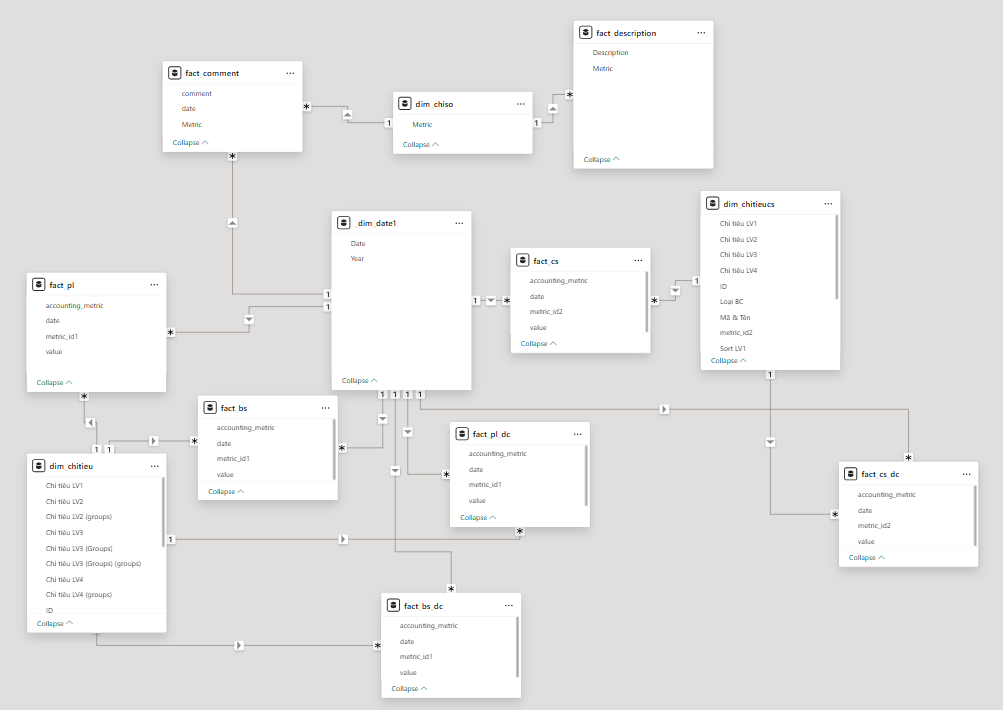 fact_description
Description
Metric
Collapse
fact_comment
comment
date
Metric
Collapse
dim_chiso
Metric
Collapse
dim_chitieucs
Chỉ tiêu LV1
Chỉ tiêu LV2
Chỉ tiêu LV3
Chỉ tiêu LV4
ID
Loại BC
Mã & Tên
metric_id2
Sort LV1
Collapse
dim_date1
Date
Year
Collapse
fact_cs
accounting_metric
date
metric_id2
value
Collapse
fact_pl
accounting_metric
date
metric_id1
value
Collapse
fact_bs
accounting_metric
date
metric_id1
value
Collapse
fact_pl_dc
accounting_metric
date
metric_id1
value
Collapse
dim_chitieu
Chỉ tiêu LV1
Chỉ tiêu LV2
Chỉ tiêu LV2 (groups)
Chỉ tiêu LV3
Chỉ tiêu LV3 (Groups)
Chỉ tiêu LV3 (Groups) (groups)
Chỉ tiêu LV4
Chỉ tiêu LV4 (groups)
ID
Collapse
fact_cs_dc
accounting_metric
date
metric_id2
value
Collapse
fact_bs_dc
accounting_metric
date
metric_id1
value
Collapse
* 1 1 *
* 1
1 * * 1
* 1
* 1 1 *
1 1 1 1 *
1 *
1 *
1 *
* *
*